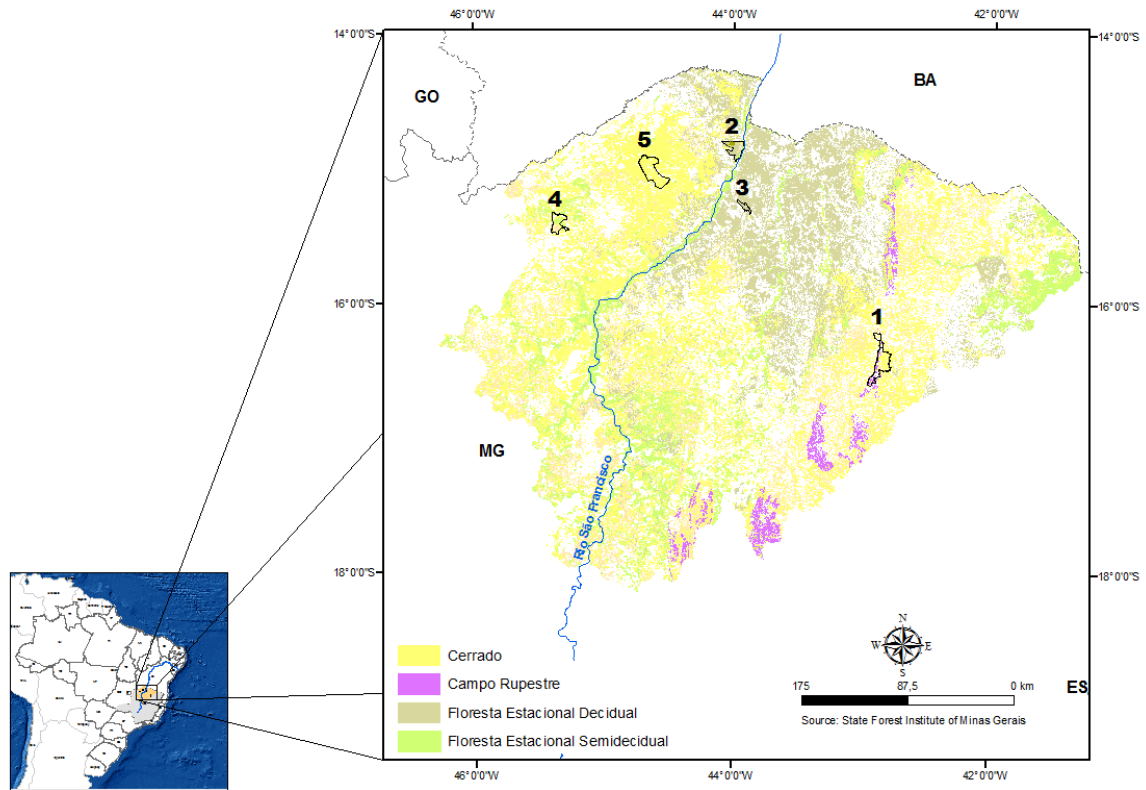 46°0'0"W
44°0'0"W
42°0'0"W
14°0'0"S
14°0'0"S
GO
BA
2
5
3
4
16°0'0"S
16°0'0"S
1
MG
Rio São Francisco
18°0'0"S
18°0'0"S
N
W
E
S
Cerrado
Campo Rupestre
Floresta Estacional Decidual
Floresta Estacional Semidecidual
175
87,5
0 km
ES
Source: State Forest Institute of Minas Gerais
46°0'0"W
44°0'0"W
42°0'0"W